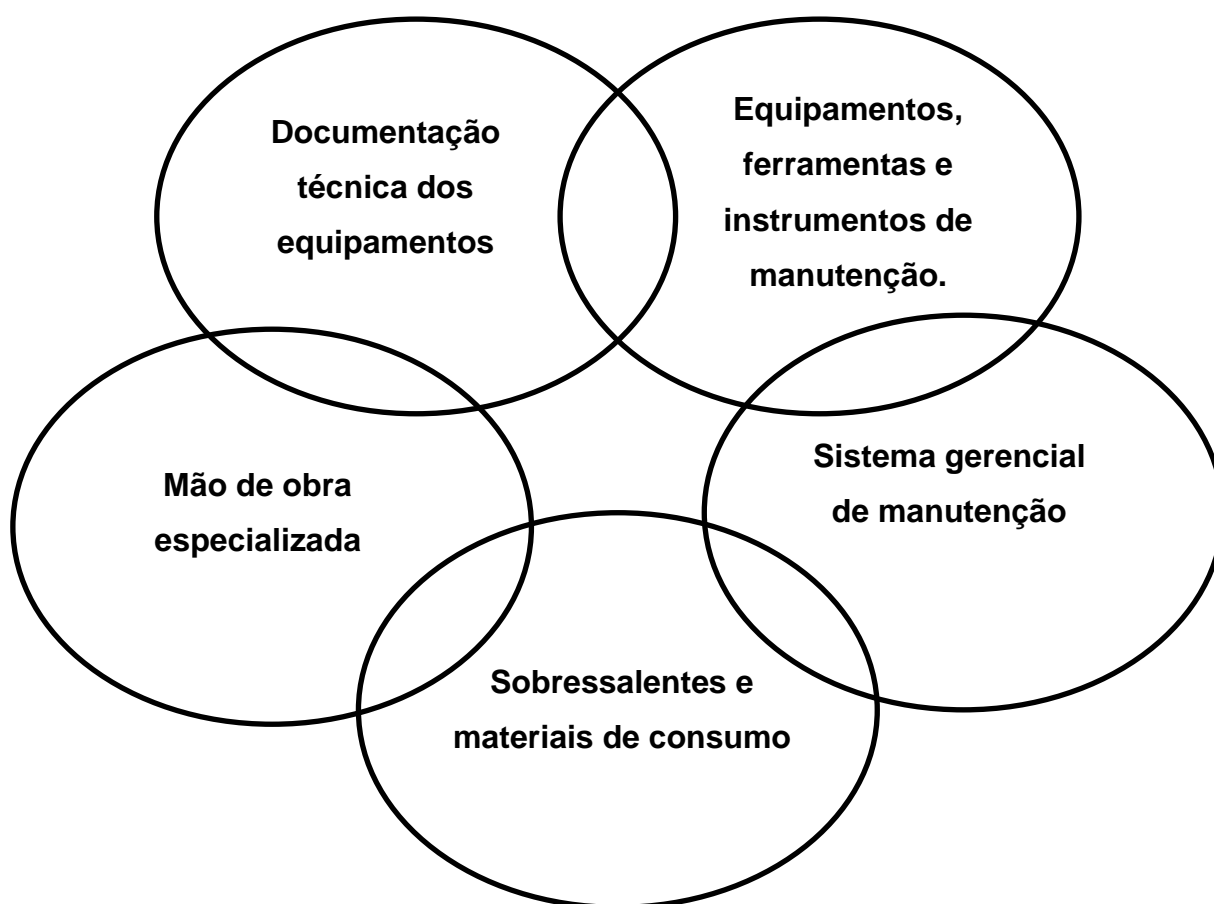 Documentação
técnica dos
equipamentos
Equipamentos,
ferramentas e
instrumentos de
manutenção.
Mão de obra
especializada
Sistema gerencial
de manutenção
Sobressalentes e
materiais de consumo